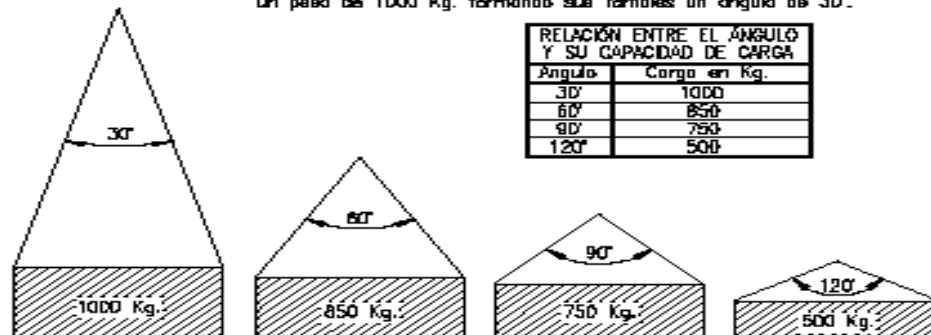 un peso de 1000 Kg. formando sus ramales un ángulo de 30°.
RELACIÓN ENTRE EL ÁNGULO
Y SU CAPACIDAD DE CARGA
Angulo Carga en Kg.
30° 1000
60° 850
90° 750
120° 500
30°
60°
90°
120°
1000 Kg.
850 Kg.
750 Kg.
500 Kg.